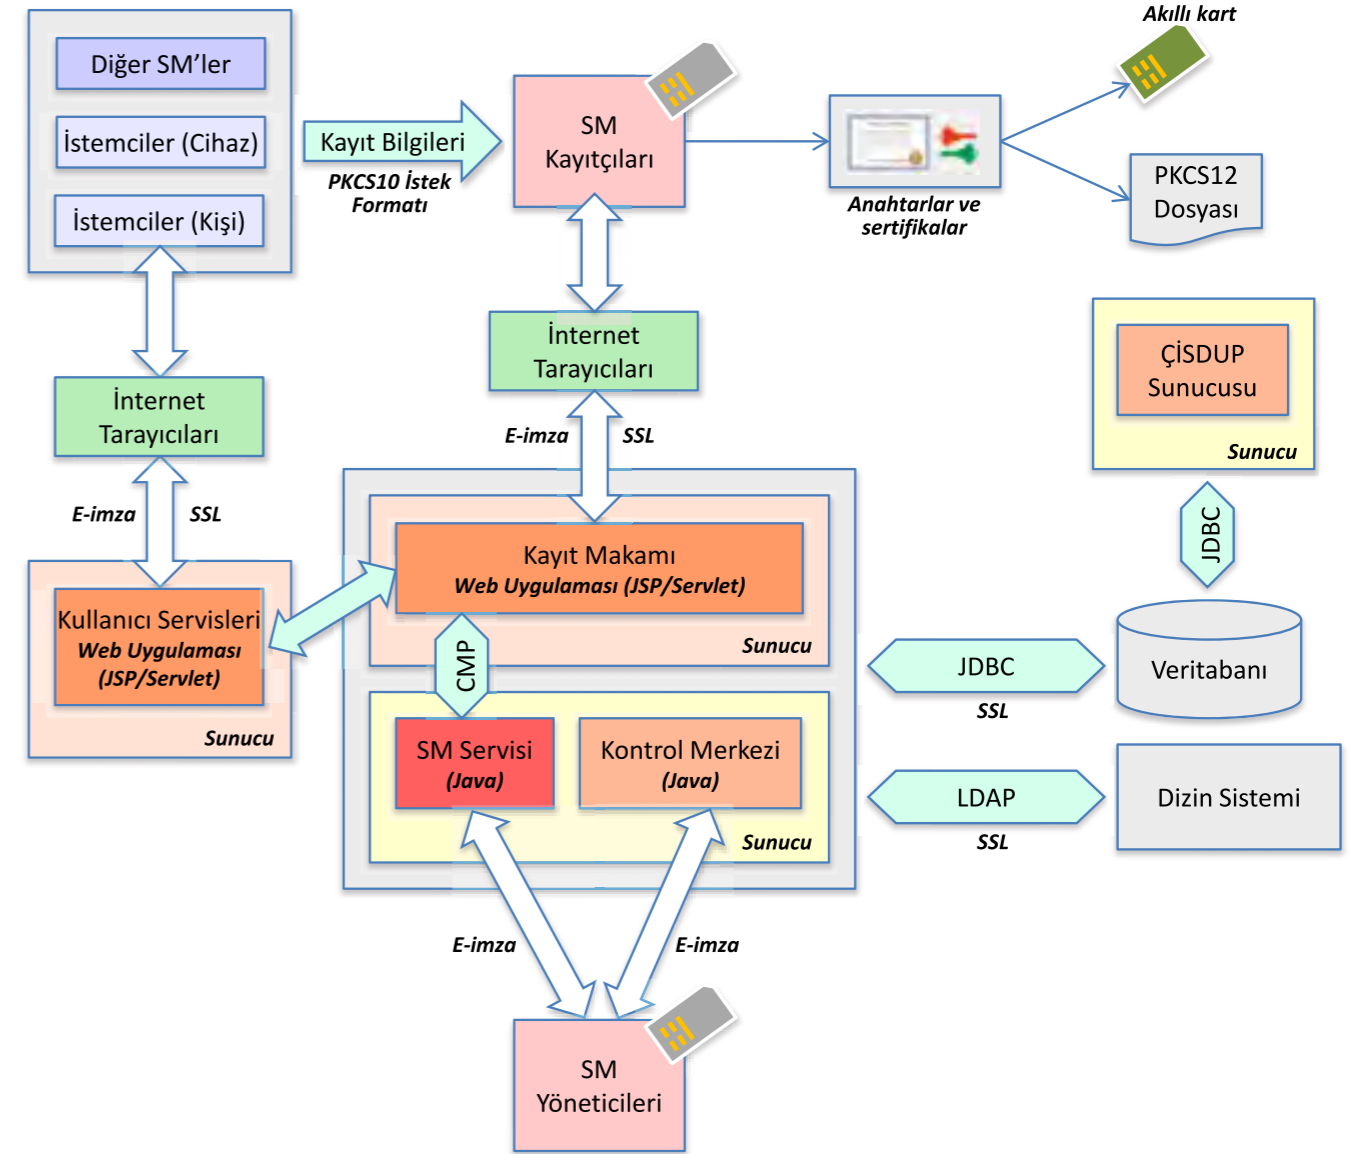 Akıllı kart
Diğer SM'ler
İstemciler (Cihaz)
İstemciler (Kişi)
Kayıt Bilgileri
PKCS10 İstek
Formatı
SM
Kayıtçıları
Anahtarlar ve
sertifikalar
PKCS12
Dosyası
İnternet
Tarayıcıları
E-imza
SSL
İnternet
Tarayıcıları
E-imza
SSL
ÇİSDUP
Sunucusu
Sunucu
JDBC
Kullanıcı Servisleri
Web Uygulaması
(JSP/Servlet)
Sunucu
Kayıt Makamı
Web Uygulaması (JSP/Servlet)
Sunucu
CMP
SM Servisi
(Java)
Kontrol Merkezi
(Java)
Sunucu
JDBC
SSL
Veritabanı
LDAP
SSL
Dizin Sistemi
E-imza
E-imza
SM
Yöneticileri